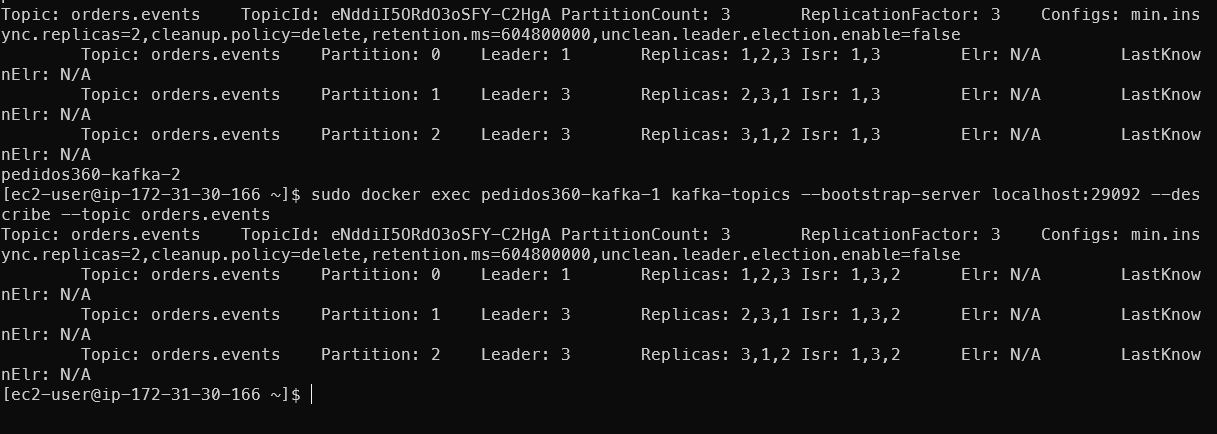 Topic: orders.events    TopicId: eNddiI5ORdO3oSFY-C2HgA PartitionCount: 3       ReplicationFactor: 3    Configs: min.ins
ync.replicas=2,cleanup.policy=delete,retention.ms=604800000,unclean.leader.election.enable=false
        Topic: orders.events    Partition: 0    Leader: 1       Replicas: 1,2,3 Isr: 1,3        Elr: N/A        LastKnow
nElr: N/A
        Topic: orders.events    Partition: 1    Leader: 3       Replicas: 2,3,1 Isr: 1,3        Elr: N/A        LastKnow
nElr: N/A
        Topic: orders.events    Partition: 2    Leader: 3       Replicas: 3,1,2 Isr: 1,3        Elr: N/A        LastKnow
nElr: N/A
pedidos360-kafka-2
[ec2-user@ip-172-31-30-166 ~]$ sudo docker exec pedidos360-kafka-1 kafka-topics --bootstrap-server localhost:29092 --des
cribe --topic orders.events
Topic: orders.events    TopicId: eNddiI5ORdO3oSFY-C2HgA PartitionCount: 3       ReplicationFactor: 3    Configs: min.ins
ync.replicas=2,cleanup.policy=delete,retention.ms=604800000,unclean.leader.election.enable=false
        Topic: orders.events    Partition: 0    Leader: 1       Replicas: 1,2,3 Isr: 1,3,2      Elr: N/A        LastKnow
nElr: N/A
        Topic: orders.events    Partition: 1    Leader: 3       Replicas: 2,3,1 Isr: 1,3,2      Elr: N/A        LastKnow
nElr: N/A
        Topic: orders.events    Partition: 2    Leader: 3       Replicas: 3,1,2 Isr: 1,3,2      Elr: N/A        LastKnow
nElr: N/A
[ec2-user@ip-172-31-30-166 ~]$